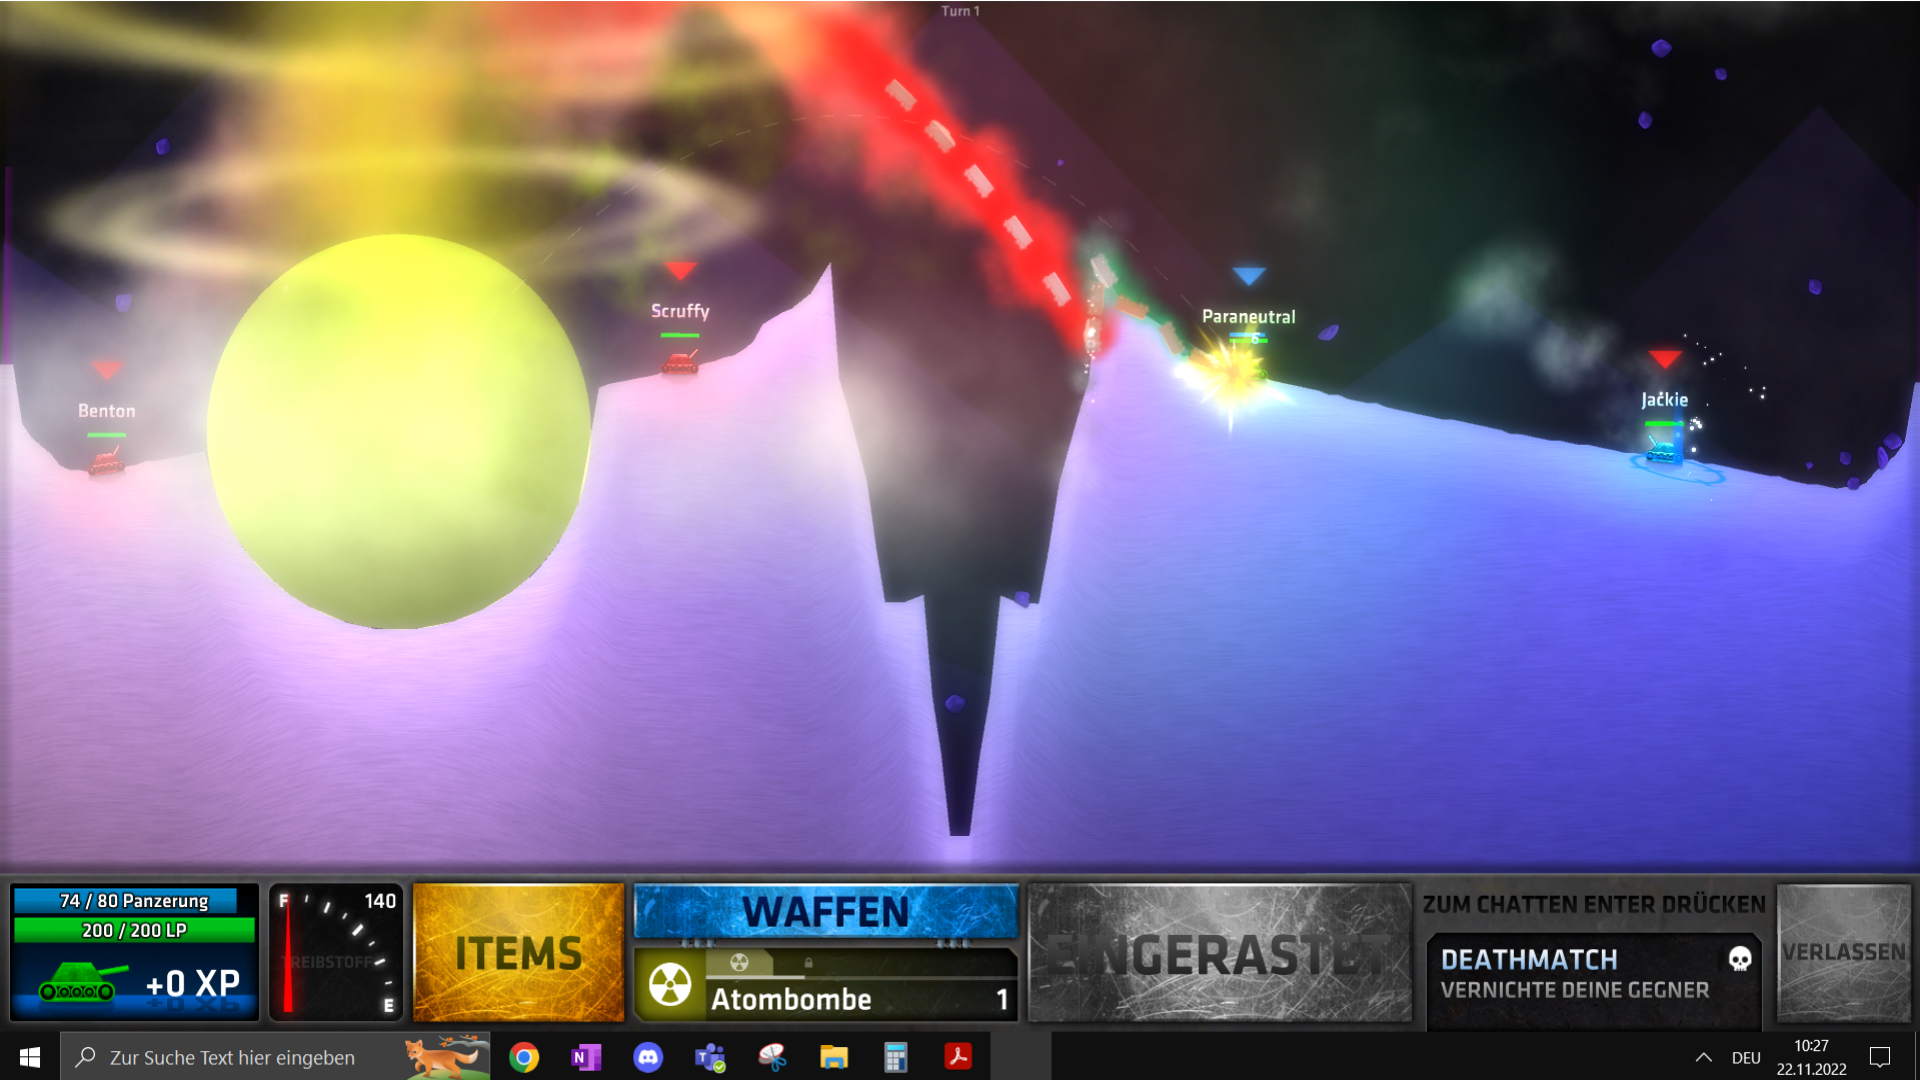 Turn 1
Scruffy
Paraneutral
6
Jackie
Benton
74 / 80 Panzerung
200 / 200 LP
+0 XP
F
140
TREIBSTOFF
E
ITEMS
WAFFEN
Atombombe
1
EINGERASTET
ZUM CHATTEN ENTER DRÜCKEN
DEATHMATCH
VERNICHTE DEINE GEGNER
VERLASSEN
Zur Suche Text hier eingeben
DEU
10:27
22.11.2022